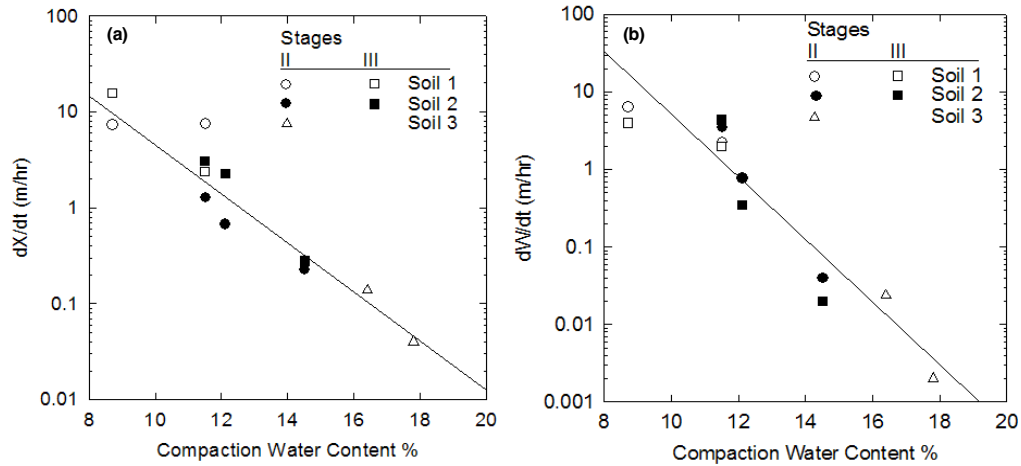 (a)
Stages
II III
Soil 1
Soil 2
Soil 3
100
10
1
0.1
0.01
dX/dt (m/hr)
8 10 12 14 16 18 20
Compaction Water Content %
(b)
Stages
II III
Soil 1
Soil 2
Soil 3
100
10
1
0.1
0.01
0.001
dW/dt (m/hr)
8 10 12 14 16 18 20
Compaction Water Content %